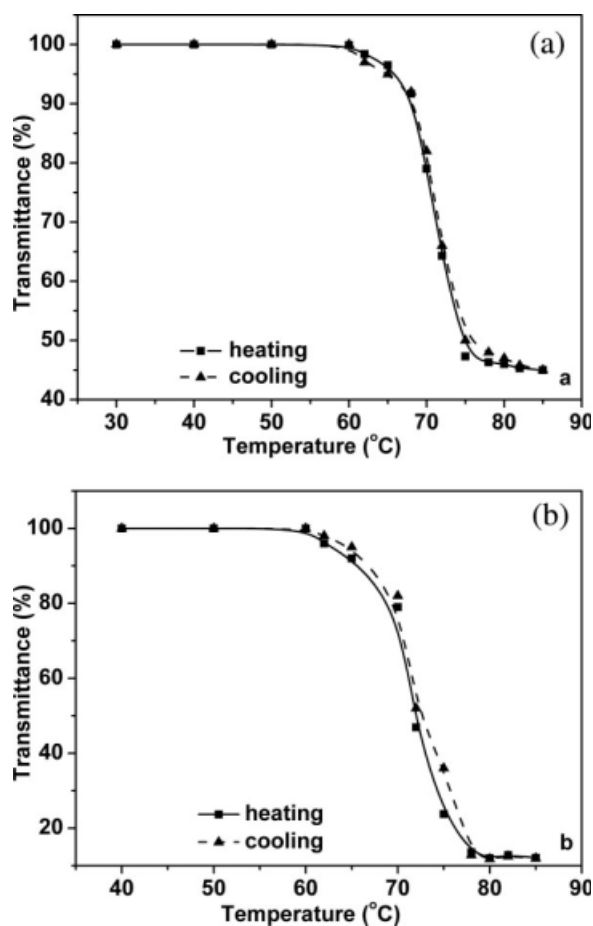 (a)
100
90
80
70
60
50
40
Transmittance (%)
heating
cooling
a
30 40 50 60 70 80 90
Temperature (°C)
(b)
100
80
60
40
20
Transmittance (%)
heating
cooling
b
40 50 60 70 80 90
Temperature (°C)